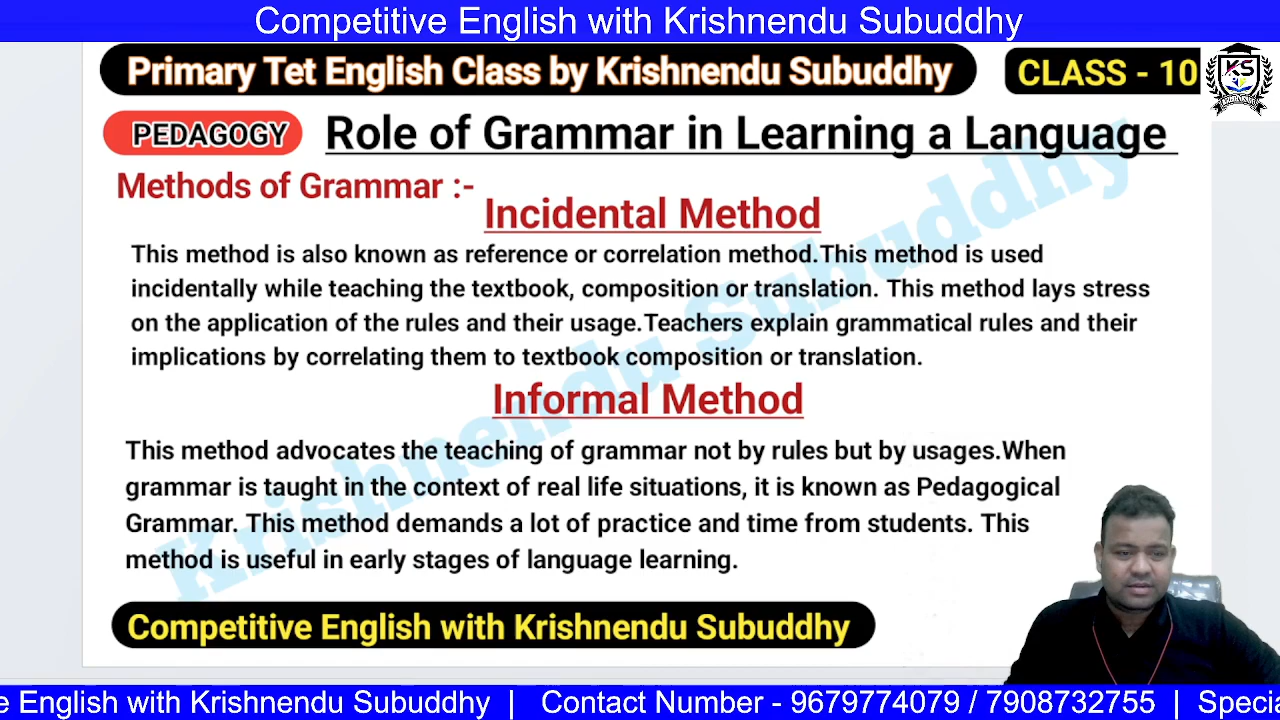 Competitive English with Krishnendu Subuddhy
Primary Tet English Class by Krishnendu Subuddhy
CLASS - 10
KS
PEDAGOGY
Role of Grammar in Learning a Language
Methods of Grammar :-
Incidental Method
This method is also known as reference or correlation method.This method is used
incidentally while teaching the textbook, composition or translation. This method lays stress
on the application of the rules and their usage.Teachers explain grammatical rules and their
implications by correlating them to textbook composition or translation.
Informal Method
This method advocates the teaching of grammar not by rules but by usages.When
grammar is taught in the context of real life situations, it is known as Pedagogical
Grammar. This method demands a lot of practice and time from students. This
method is useful in early stages of language learning.
Krishnendu Subuddhy
Competitive English with Krishnendu Subuddhy
e English with Krishnendu Subuddhy | Contact Number - 9679774079 / 7908732755 | Specia